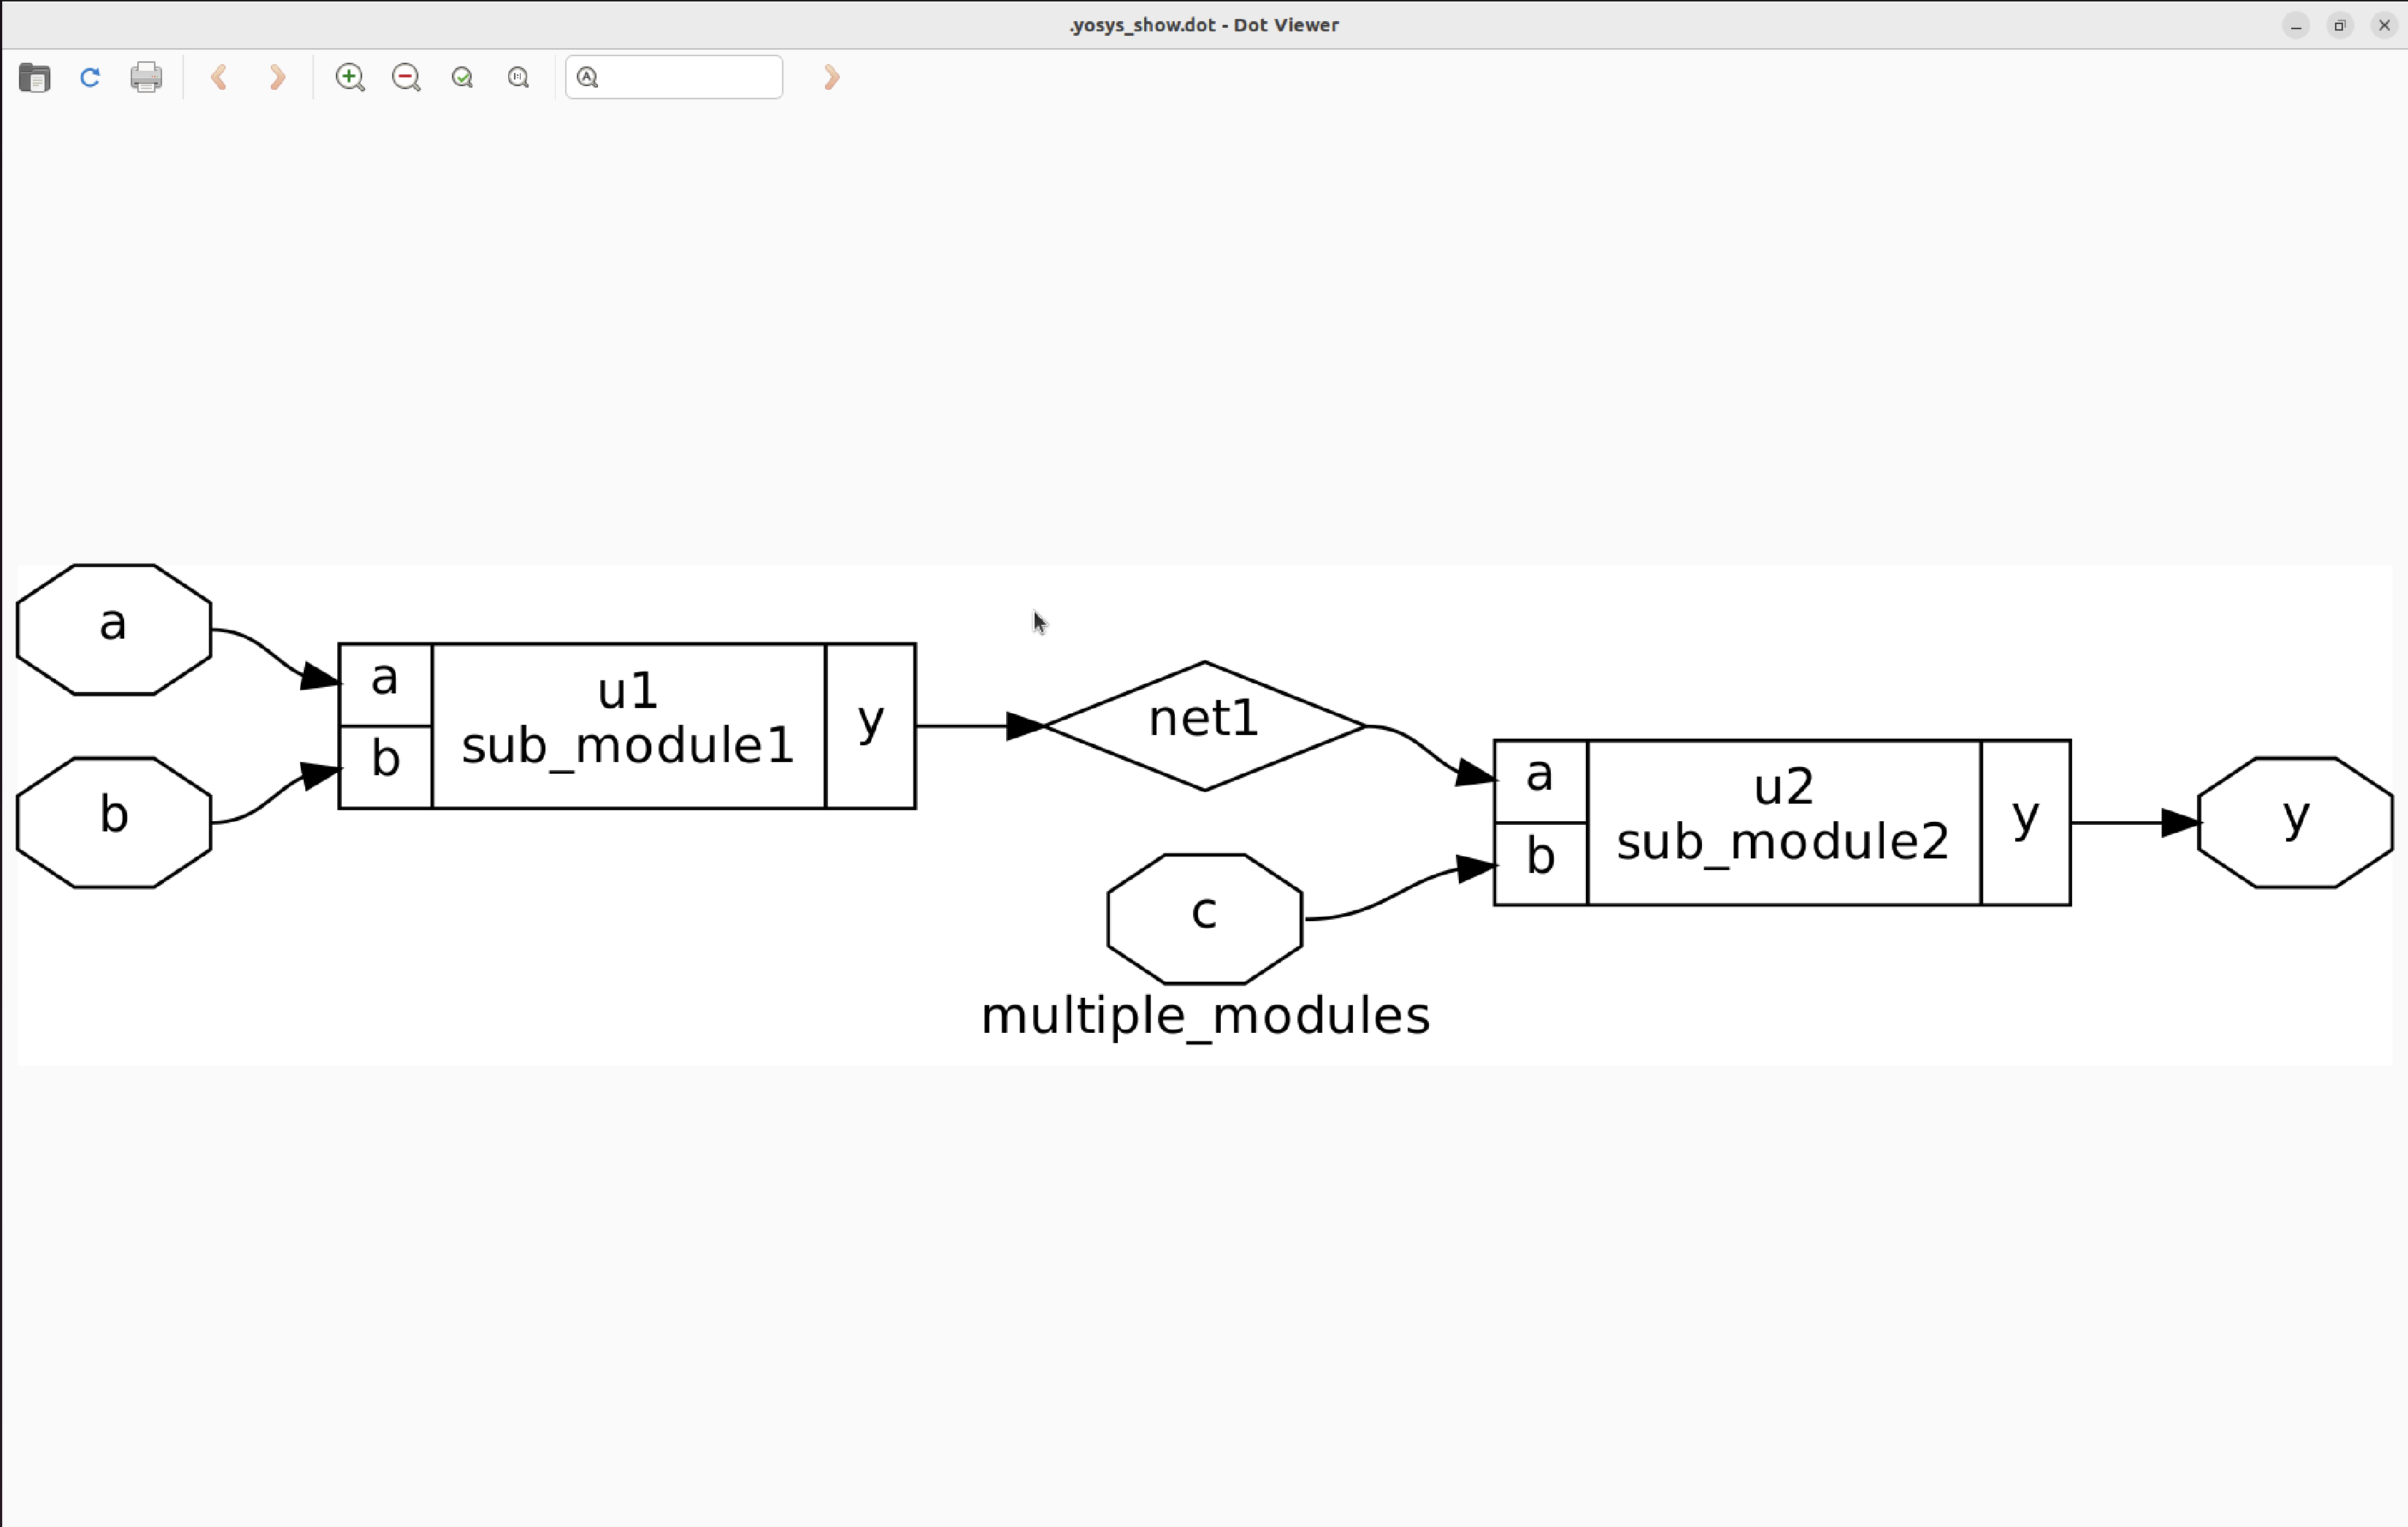 .yosys_show.dot - Dot Viewer
a
b
a
b
u1
sub_module1
y
net1
c
a
b
u2
sub_module2
y
y
multiple_modules